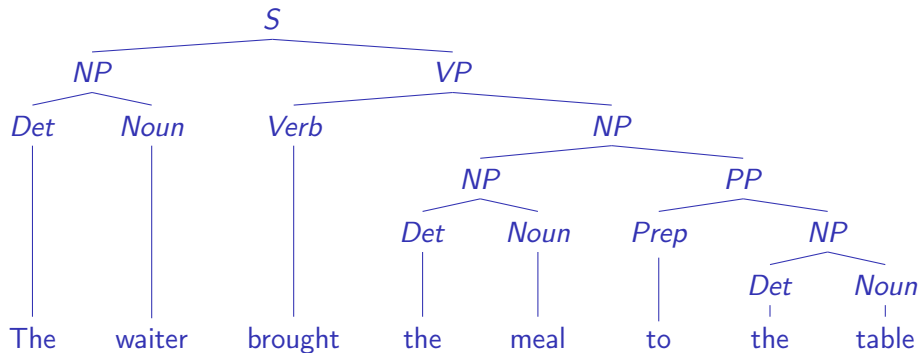 S
NP VP
Det Noun Verb NP
NP PP
Det Noun Prep NP
Det Noun
The waiter brought the meal to the table